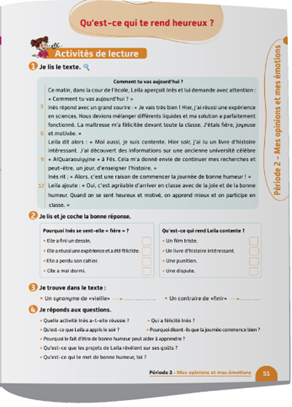 Qu'est-ce qui te rend heureux ?
Activités de lecture
1 Je lis le texte.
Comment tu vas aujourd'hui ?
Ce matin, dans la cour de l'école, Leila aperçoit Inès et lui demande avec attention :
« Comment tu vas aujourd'hui ? »
3 Inès répond avec un grand sourire : « Je vais très bien ! Hier, j'ai réussi une expérience
en sciences. Nous devions mélanger différents liquides et ma solution a parfaitement
fonctionné. La maîtresse m'a félicitée devant toute la classe. J'étais fière, joyeuse
6 et motivée. »
Leila dit alors : « Moi aussi, je suis contente. Hier soir, j'ai lu un livre d'histoire
intéressant. J'ai découvert des informations sur une ancienne université célèbre
9 « AlQuaraouiyine » à Fès. Cela m'a donné envie de continuer mes recherches et
peut-être, un jour, d'enseigner l'histoire. »
Inès rit : « Alors, c'est une raison de commencer la journée de bonne humeur ! »
12 Leila ajoute : « Oui, c'est agréable d'arriver en classe avec de la joie et de la bonne
humeur. Quand on se sent heureux et motivé, on apprend mieux et on participe en
classe. »
2 Je lis et je coche la bonne réponse.
Pourquoi Inès se sent-elle « fière » ?
• Elle a fini un dessin.
• Elle a réussi une expérience et a été félicitée.
• Elle a perdu son cahier.
• Elle a mal dormi.
Qu'est-ce qui rend Leila contente ?
• Un film triste.
• Un livre d'histoire intéressant.
• Une punition.
• Une dispute.
3 Je trouve dans le texte :
• Un synonyme de «vieille»
• Un contraire de «finir»
4 Je réponds aux questions.
• Quelle activité Inès a-t-elle réussie ?
• Qui a félicité Inès ?
• Qu'est-ce que Leila a appris le soir ?
• Pourquoi disent-ils que la journée commence bien ?
• Pourquoi le fait d'être de bonne humeur peut aider à apprendre ?
• Qu'est-ce que les projets de Leila révèlent sur ses goûts ?
• Qu'est-ce qui te met de bonne humeur, toi ?
Période 2 - Mes opinions et mes émotions
51
Période 2 – Mes opinions et mes émotions